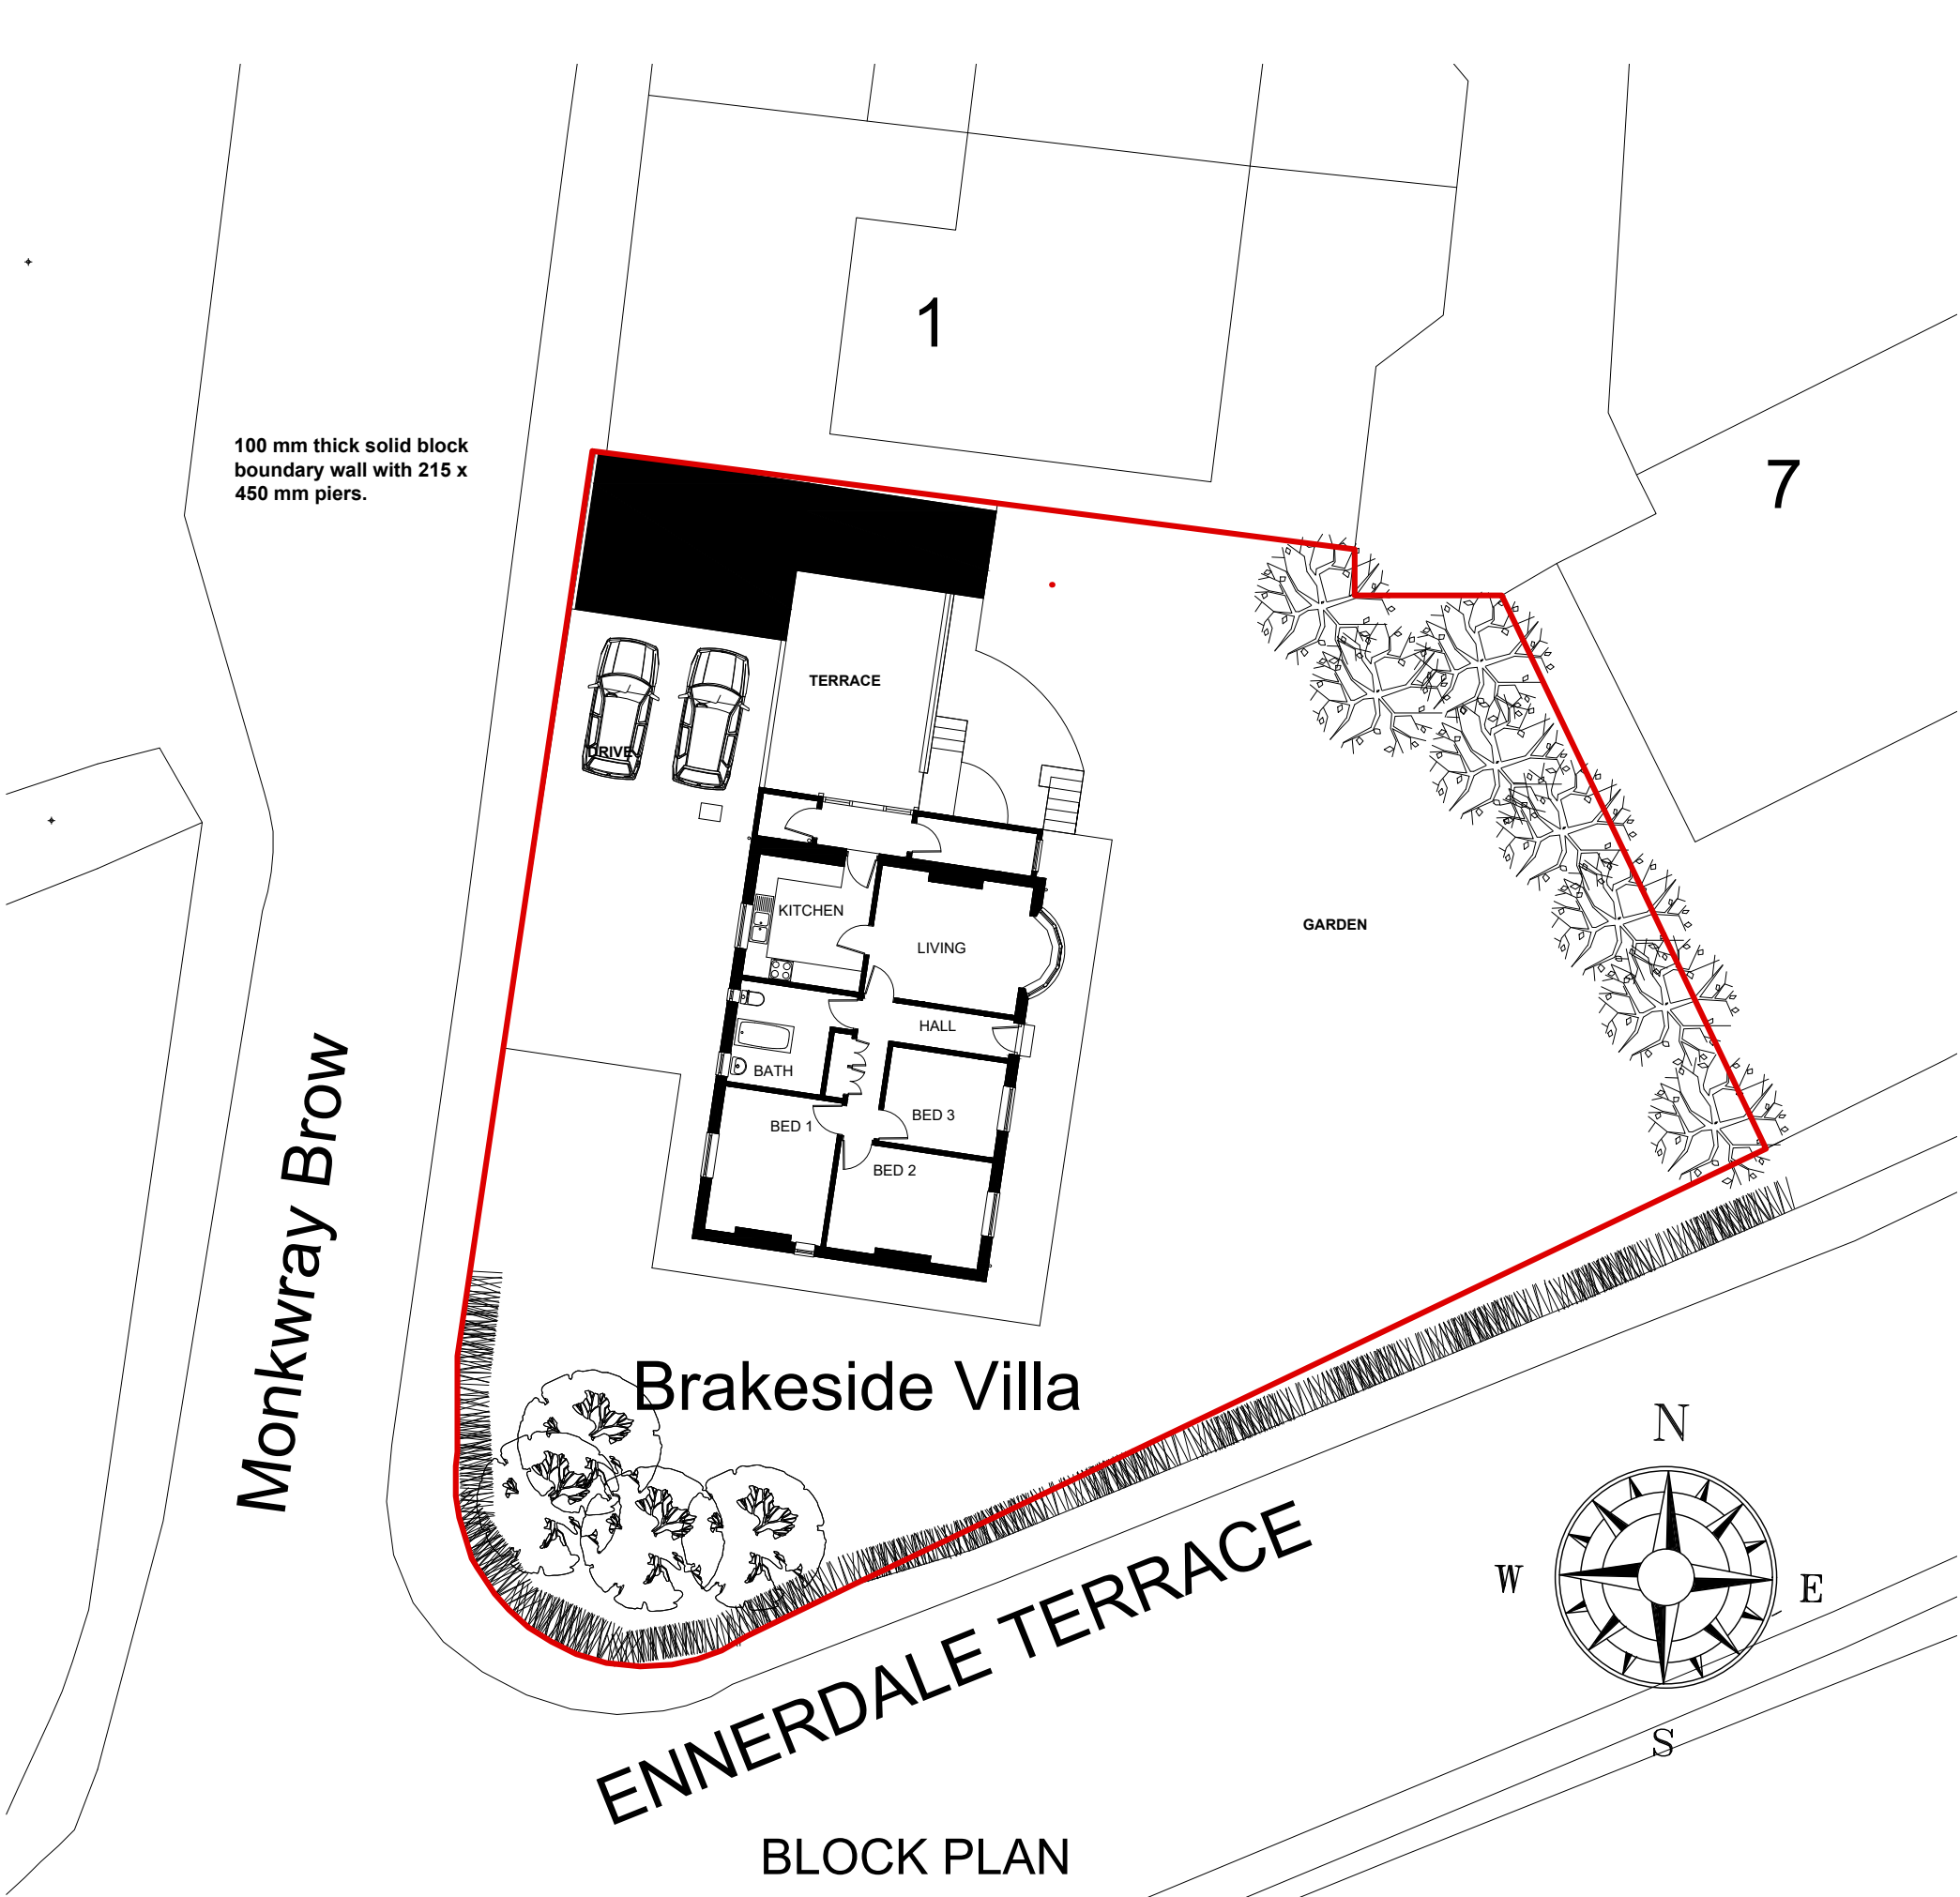 1
100 mm thick solid block
boundary wall with 215 x
450 mm piers.
7
TERRACE
DRIVE
KITCHEN
LIVING
GARDEN
HALL
BATH
BED 1
BED 3
BED 2
Monkwray Brow
Brakeside Villa
N
W
E
S
ENNERDALE TERRACE
BLOCK PLAN